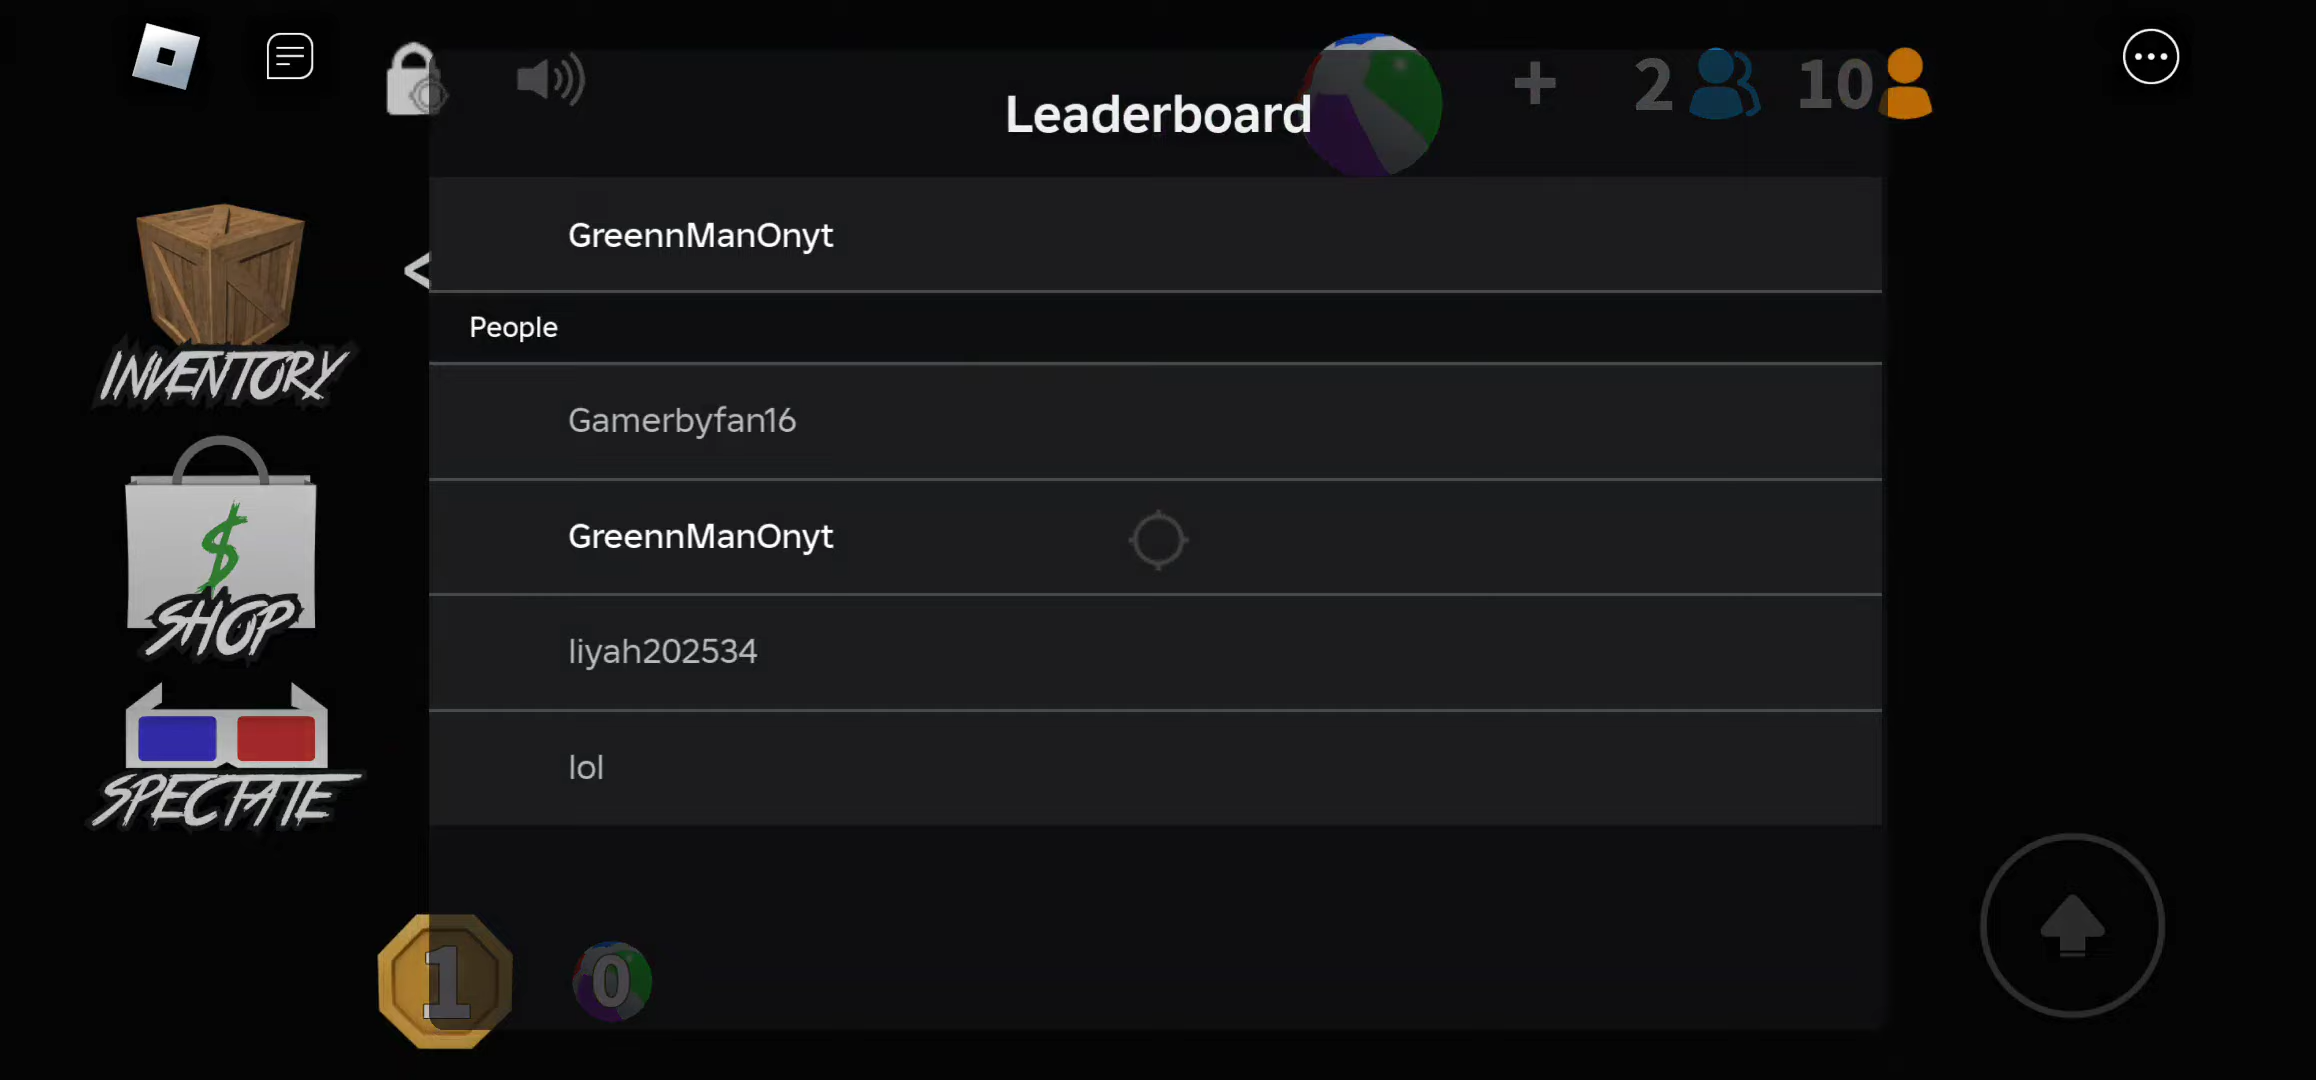 2
10
Leaderboard
GreennManOnyt
<
People
INVENTORY
Gamerbyfan16
GreennManOnyt
$
SHOP
liyah202534
lol
SPECTATE
1
0